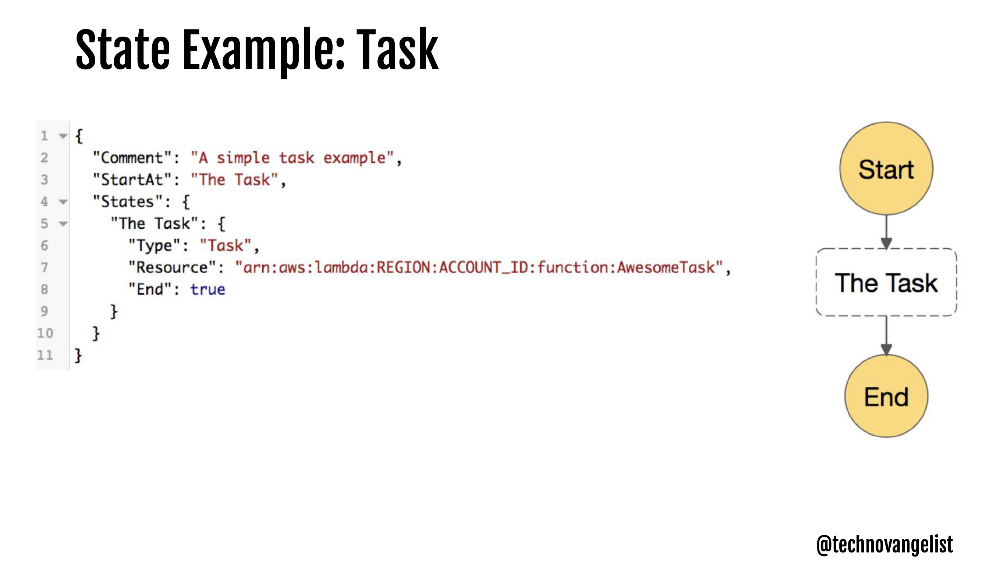 State Example: Task
1 {
2 "Comment": "A simple task example",
3 "StartAt": "The Task",
4 "States": {
5 "The Task": {
6 "Type": "Task",
7 "Resource": "arn:aws:lambda:REGION:ACCOUNT_ID:function:AwesomeTask",
8 "End": true
9 }
10 }
11 }
Start
The Task
End
@technovangelist